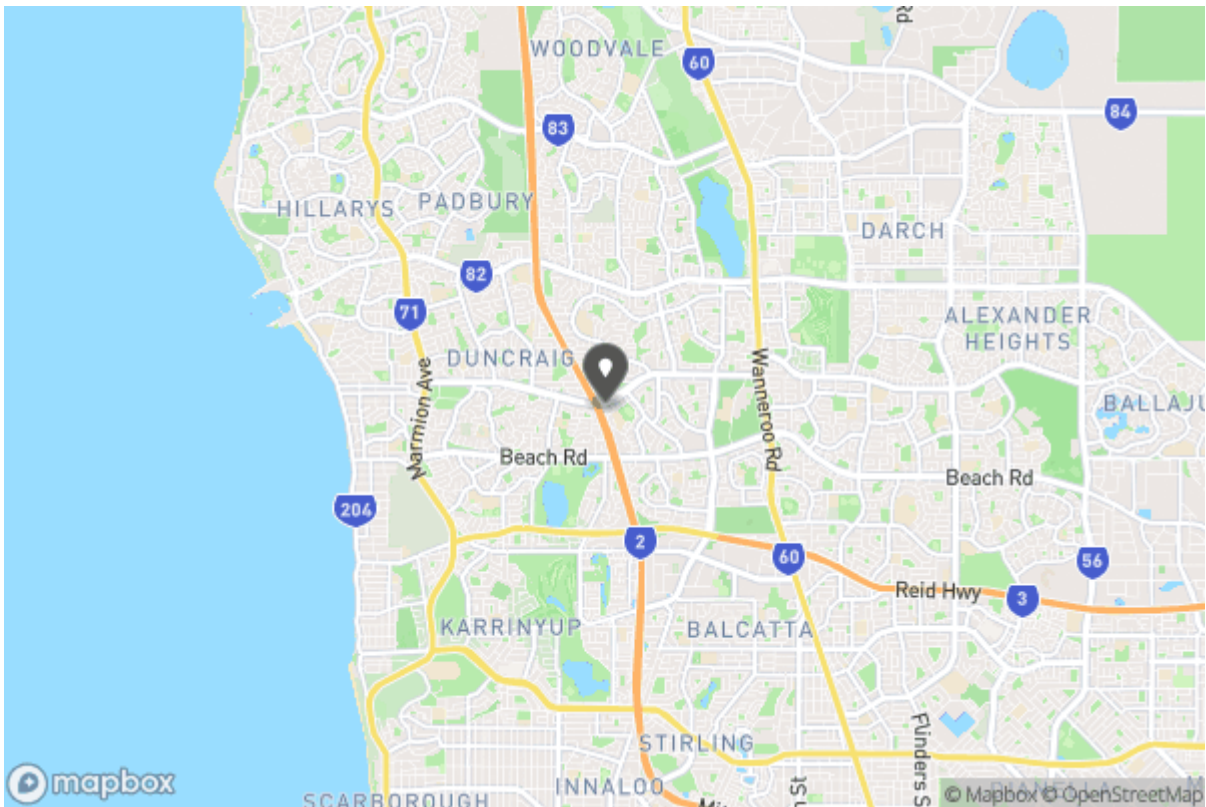 Rd
WOODVALE
60
84
83
PADBURY
HILLARYS
DARCH
82
71
ALEXANDER
HEIGHTS
DUNCRAIG
Marmion Ave
Wanneroo Rd
BALLAJU
Beach Rd
Beach Rd
204
2
60
56
Reid Hwy
3
KARRINYUP
BALCATTA
STIRLING
Flinders S
INNALOO
mapbox
SCARBOROUGH
n St
© Mapbox © OpenStreetMap